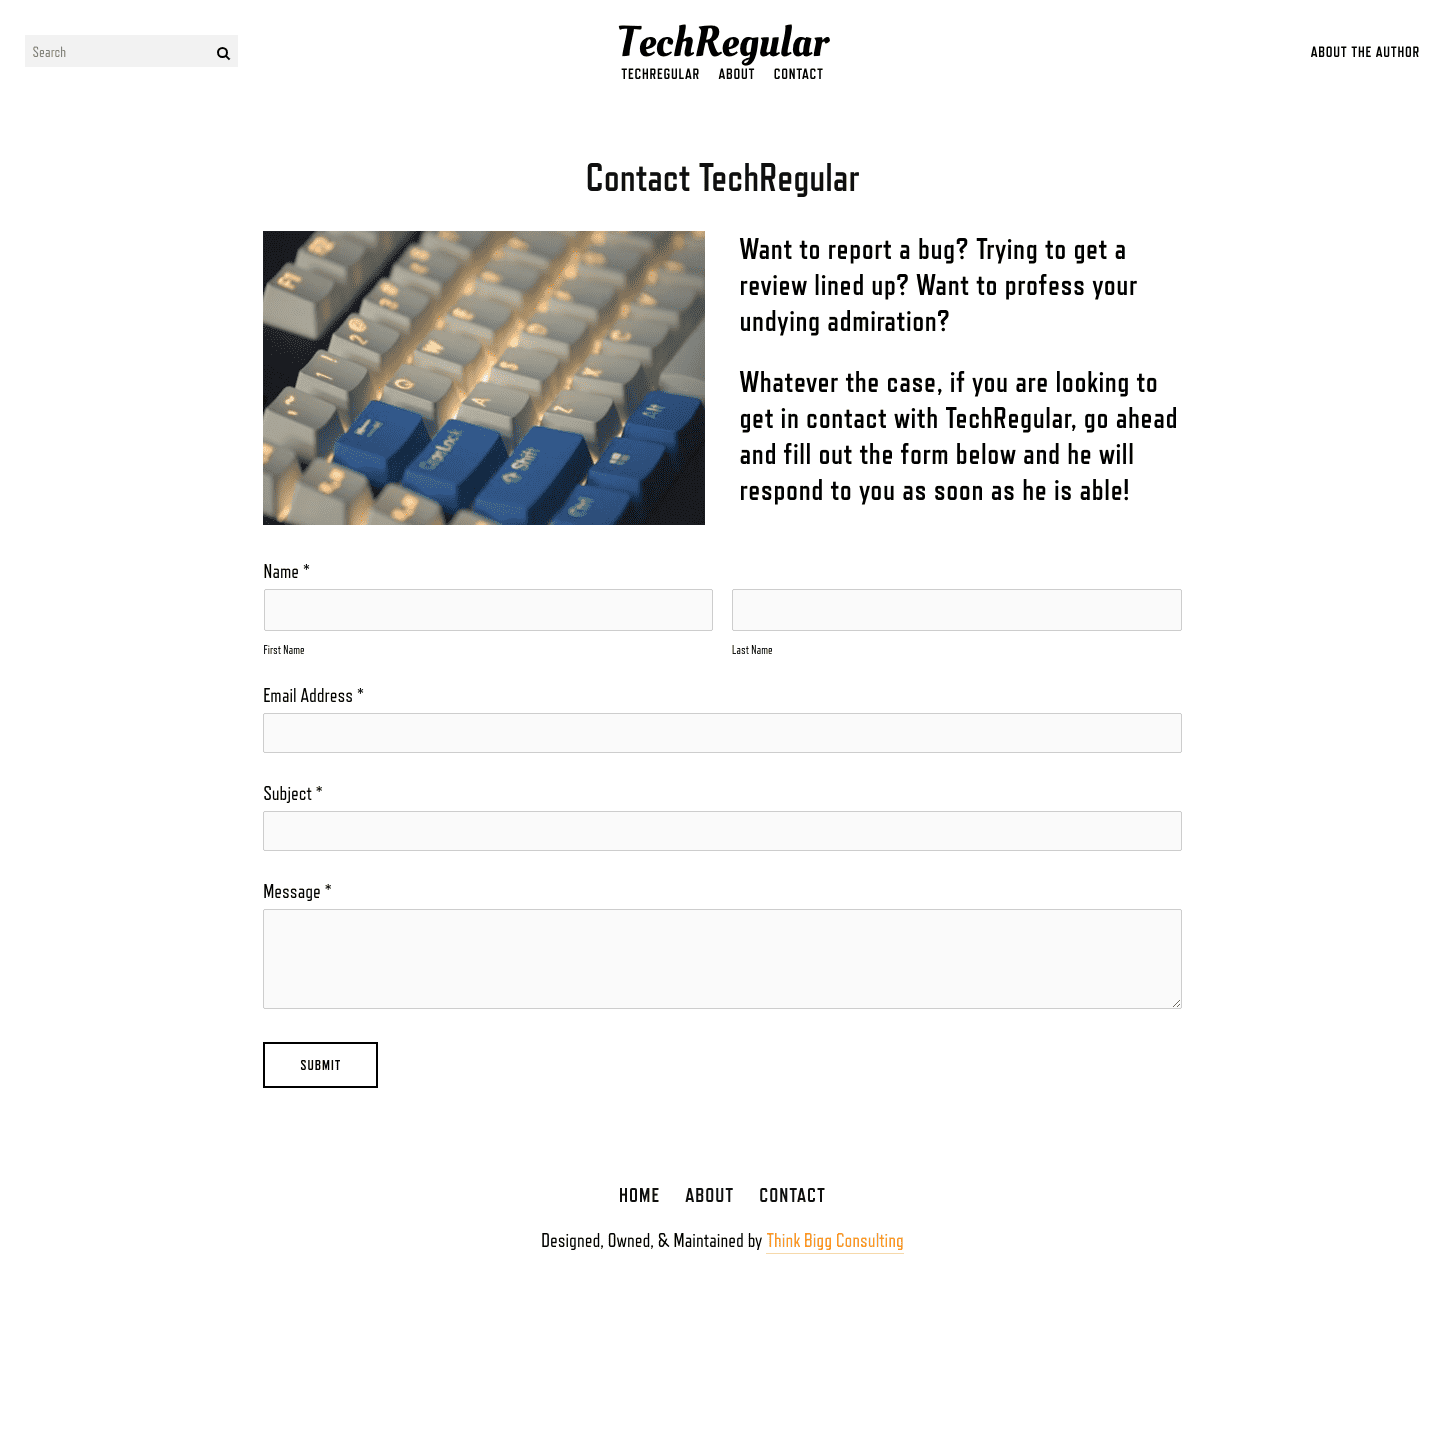 Search
TechRegular
TECHREGULAR ABOUT CONTACT
ABOUT THE AUTHOR
Contact TechRegular
Want to report a bug? Trying to get a
review lined up? Want to profess your
undying admiration?
Whatever the case, if you are looking to
get in contact with TechRegular, go ahead
and fill out the form below and he will
respond to you as soon as he is able!
Q
W
A
S
Z
X
C
Shift
Alt
Name *
First Name
Last Name
Email Address *
Subject *
Message *
SUBMIT
HOME ABOUT CONTACT
Designed, Owned, & Maintained by Think Bigg Consulting